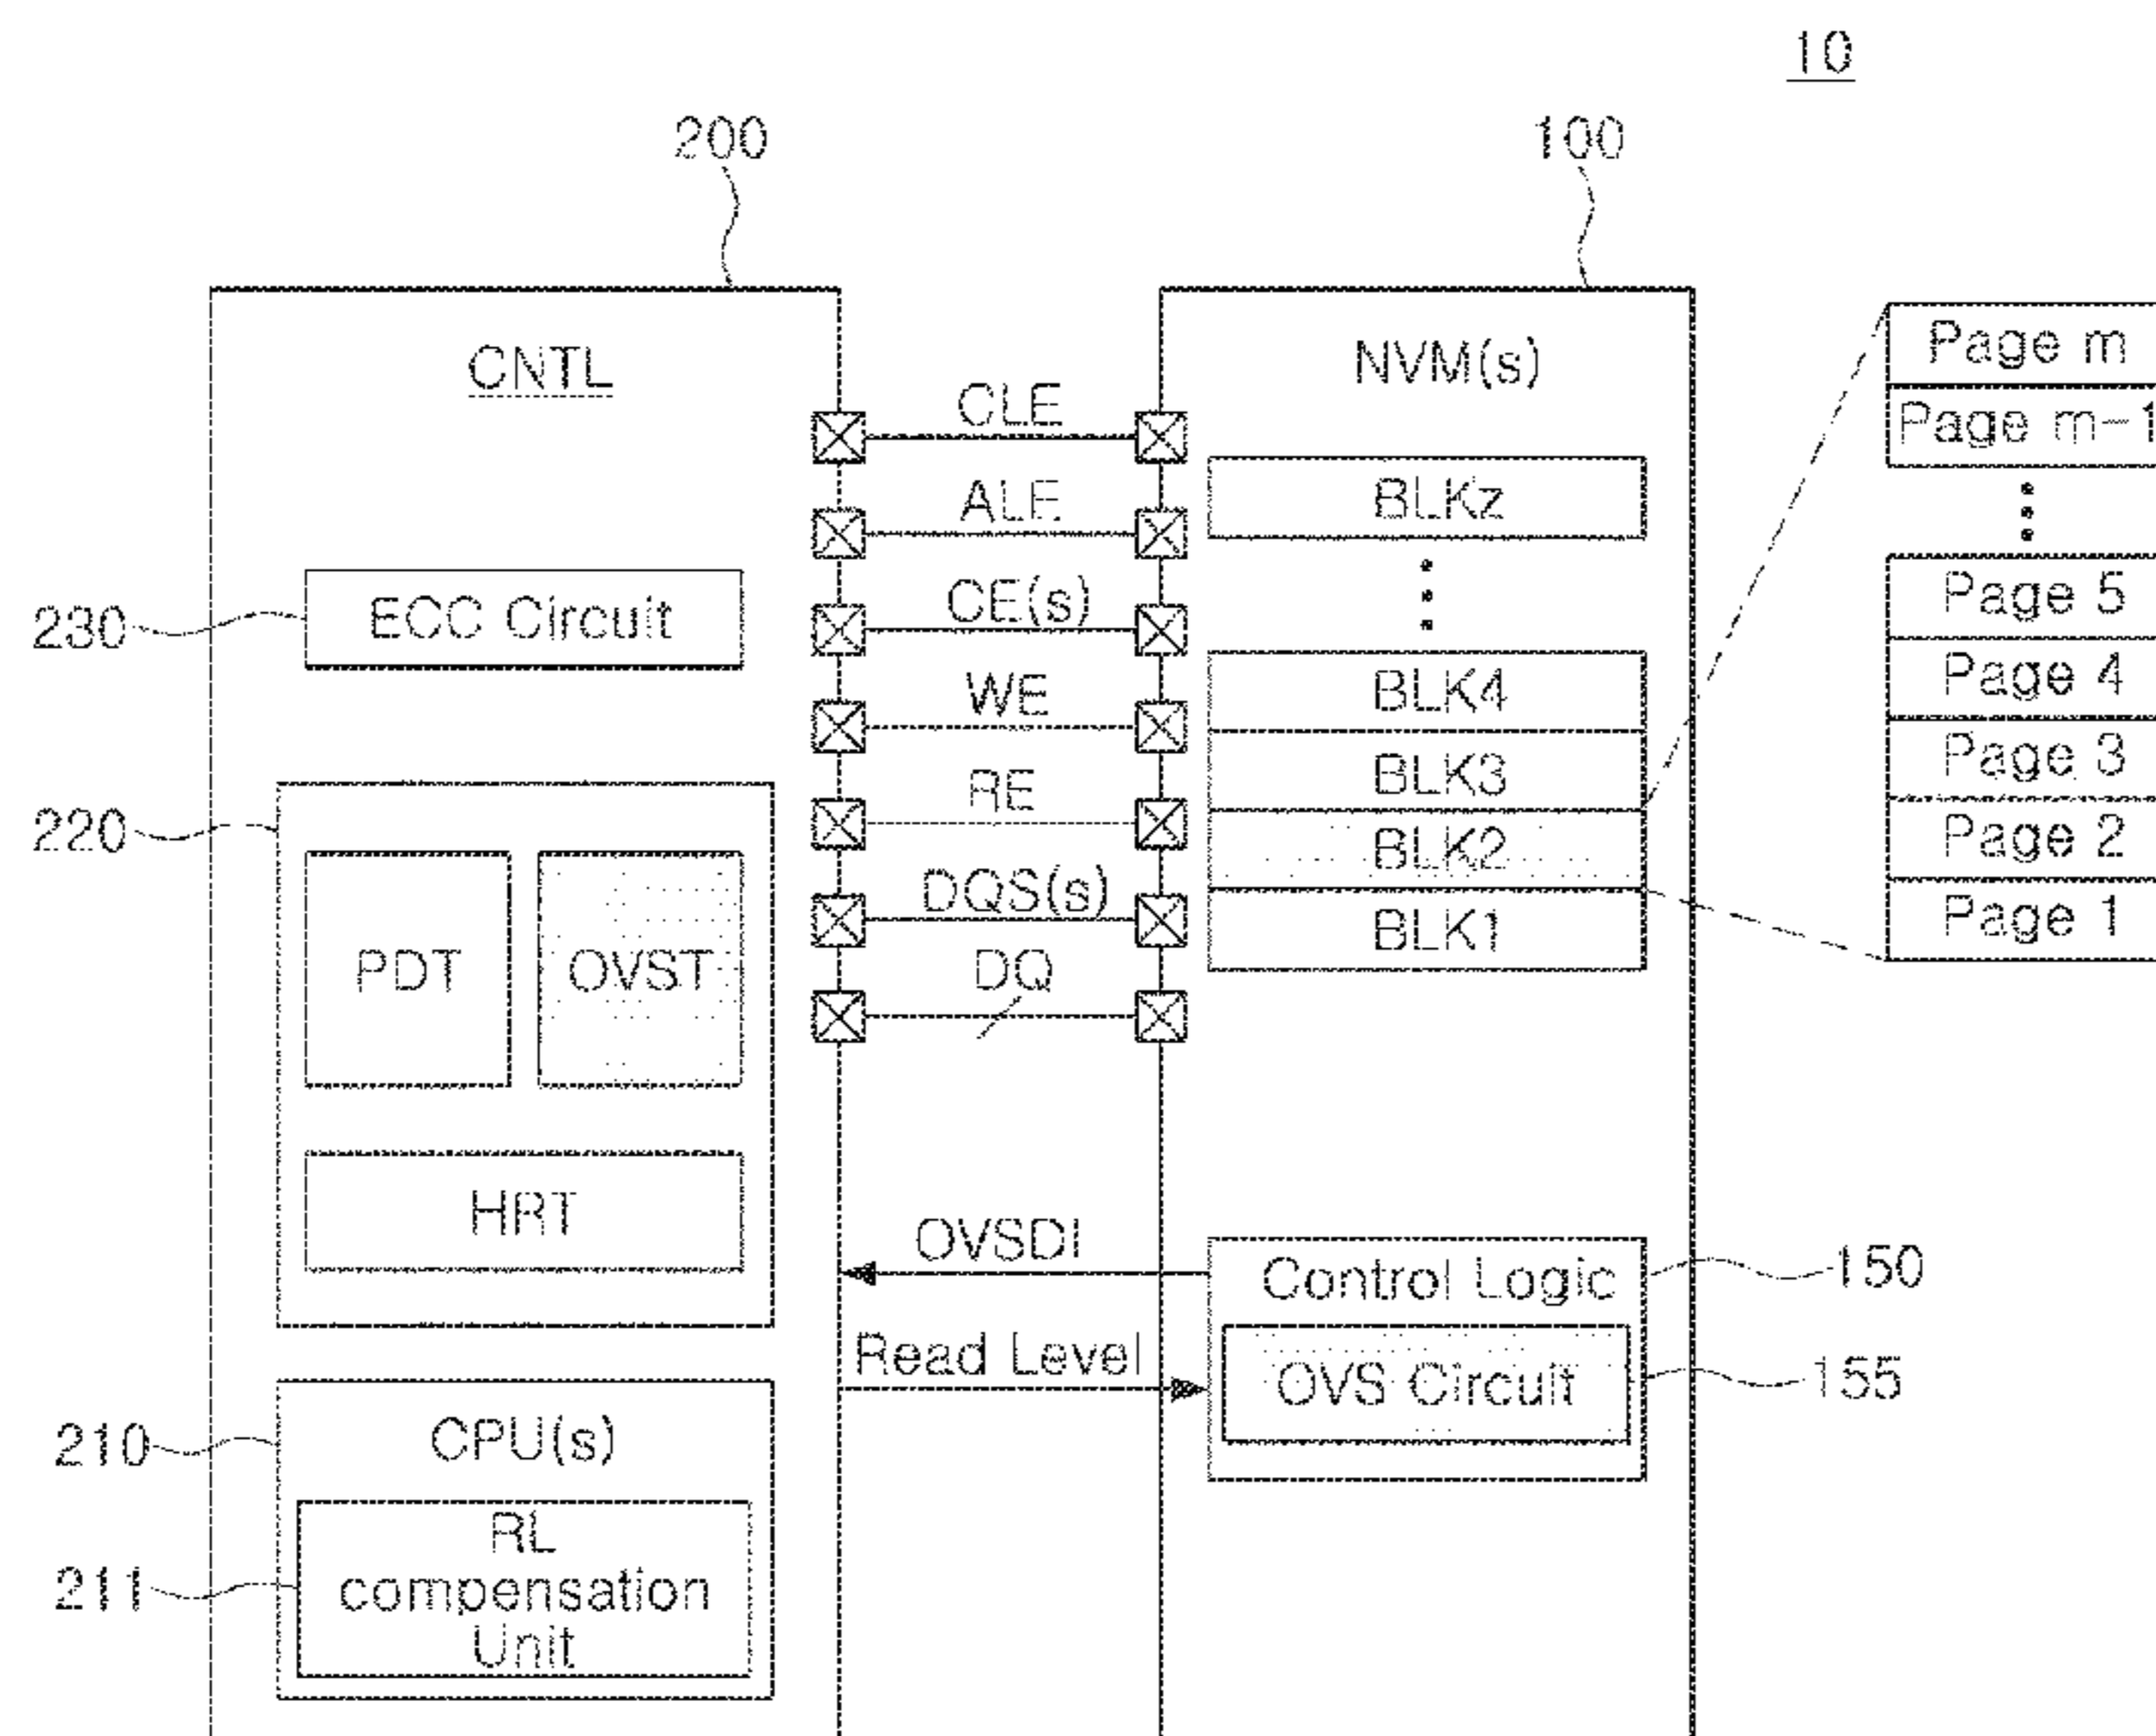 10
200
100
CNTL
NVM(s)
CLE
ALE
CE(s)
WE
RE
DQS(s)
DQ
230
ECC Circuit
220
PDT
OVST
HRT
210
CPU(s)
211
RL
compensation
Unit
BLKz
BLK4
BLK3
BLK2
BLK1
Page m
Page m-1
Page 5
Page 4
Page 3
Page 2
Page 1
OVSDI
Read Level
Control Logic
150
OVS Circuit
155